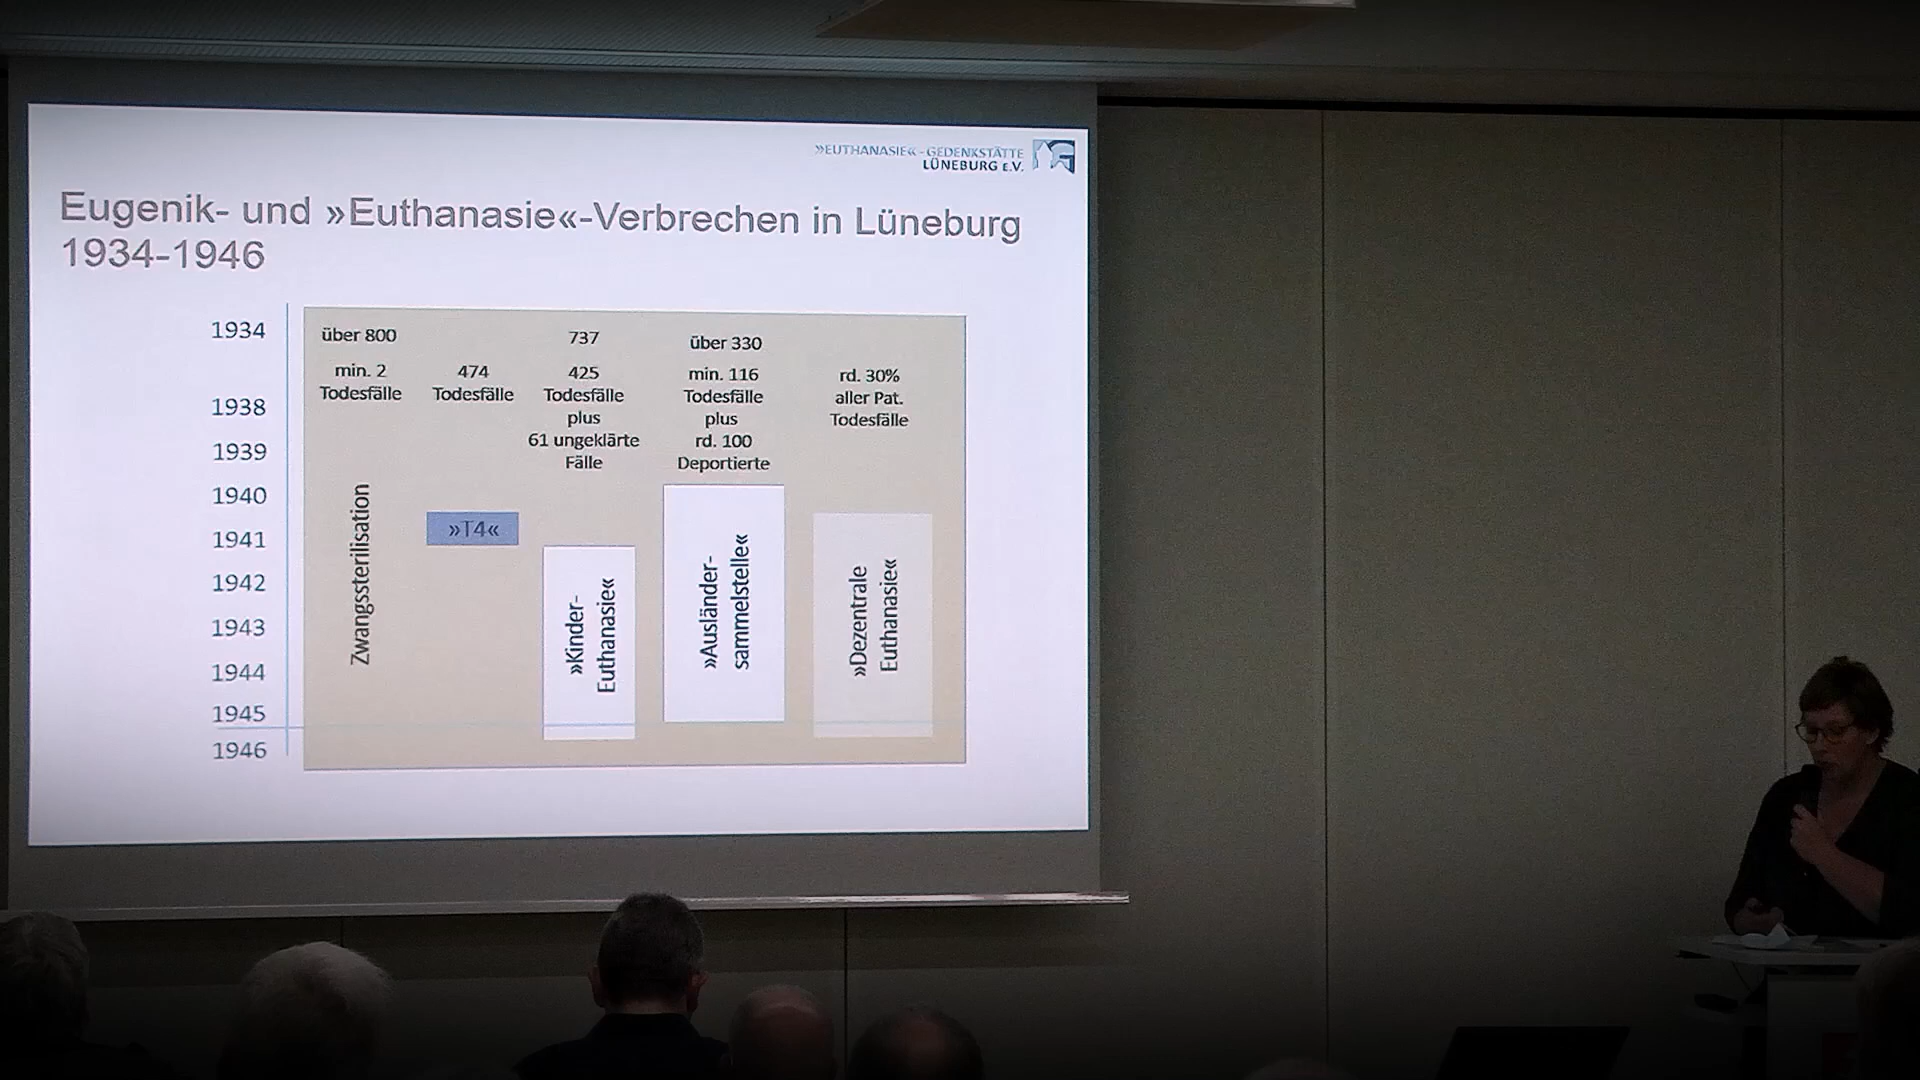 »EUTHANASIE« - GEDENKSTÄTTE
LÜNEBURG E.V.
Eugenik- und »Euthanasie«-Verbrechen in Lüneburg
1934-1946
1934
1938
1939
1940
1941
1942
1943
1944
1945
1946
über 800
min. 2
Todesfälle
Zwangssterilisation
474
Todesfälle
»T4«
737
425
Todesfälle
plus
61 ungeklärte
Fälle
»Kinder-
Euthanasie«
über 330
min. 116
Todesfälle
plus
rd. 100
Deportierte
»Ausländer-
sammelstelle«
rd. 30%
aller Pat.
Todesfälle
»Dezentrale
Euthanasie«